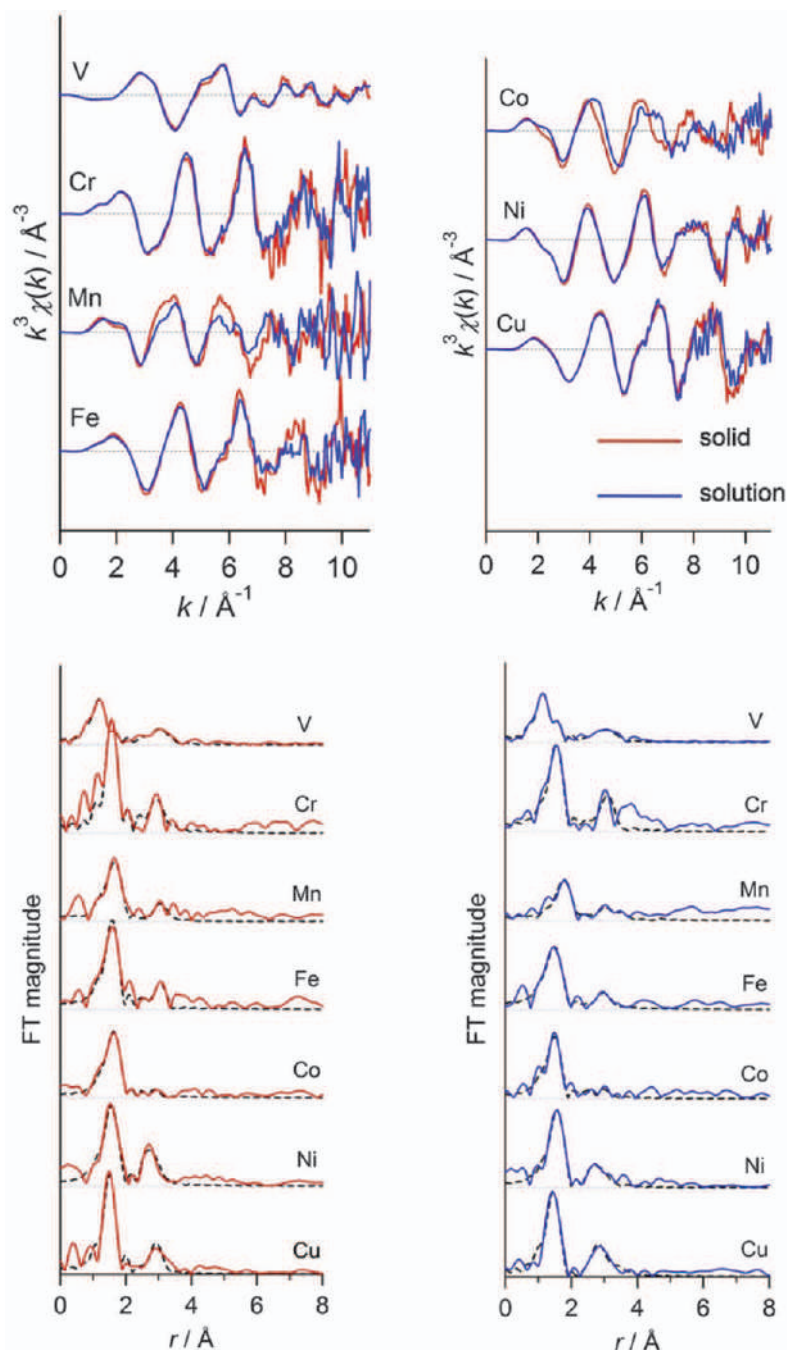 V
Cr
Mn
Fe
k³ χ(k) / Å⁻³
0 2 4 6 8 10
k / Å⁻¹
Co
Ni
Cu
k³ χ(k) / Å⁻³
solid
solution
0 2 4 6 8 10
k / Å⁻¹
V
Cr
Mn
Fe
Co
Ni
Cu
FT magnitude
0 2 4 6 8
r / Å
V
Cr
Mn
Fe
Co
Ni
Cu
FT magnitude
0 2 4 6 8
r / Å